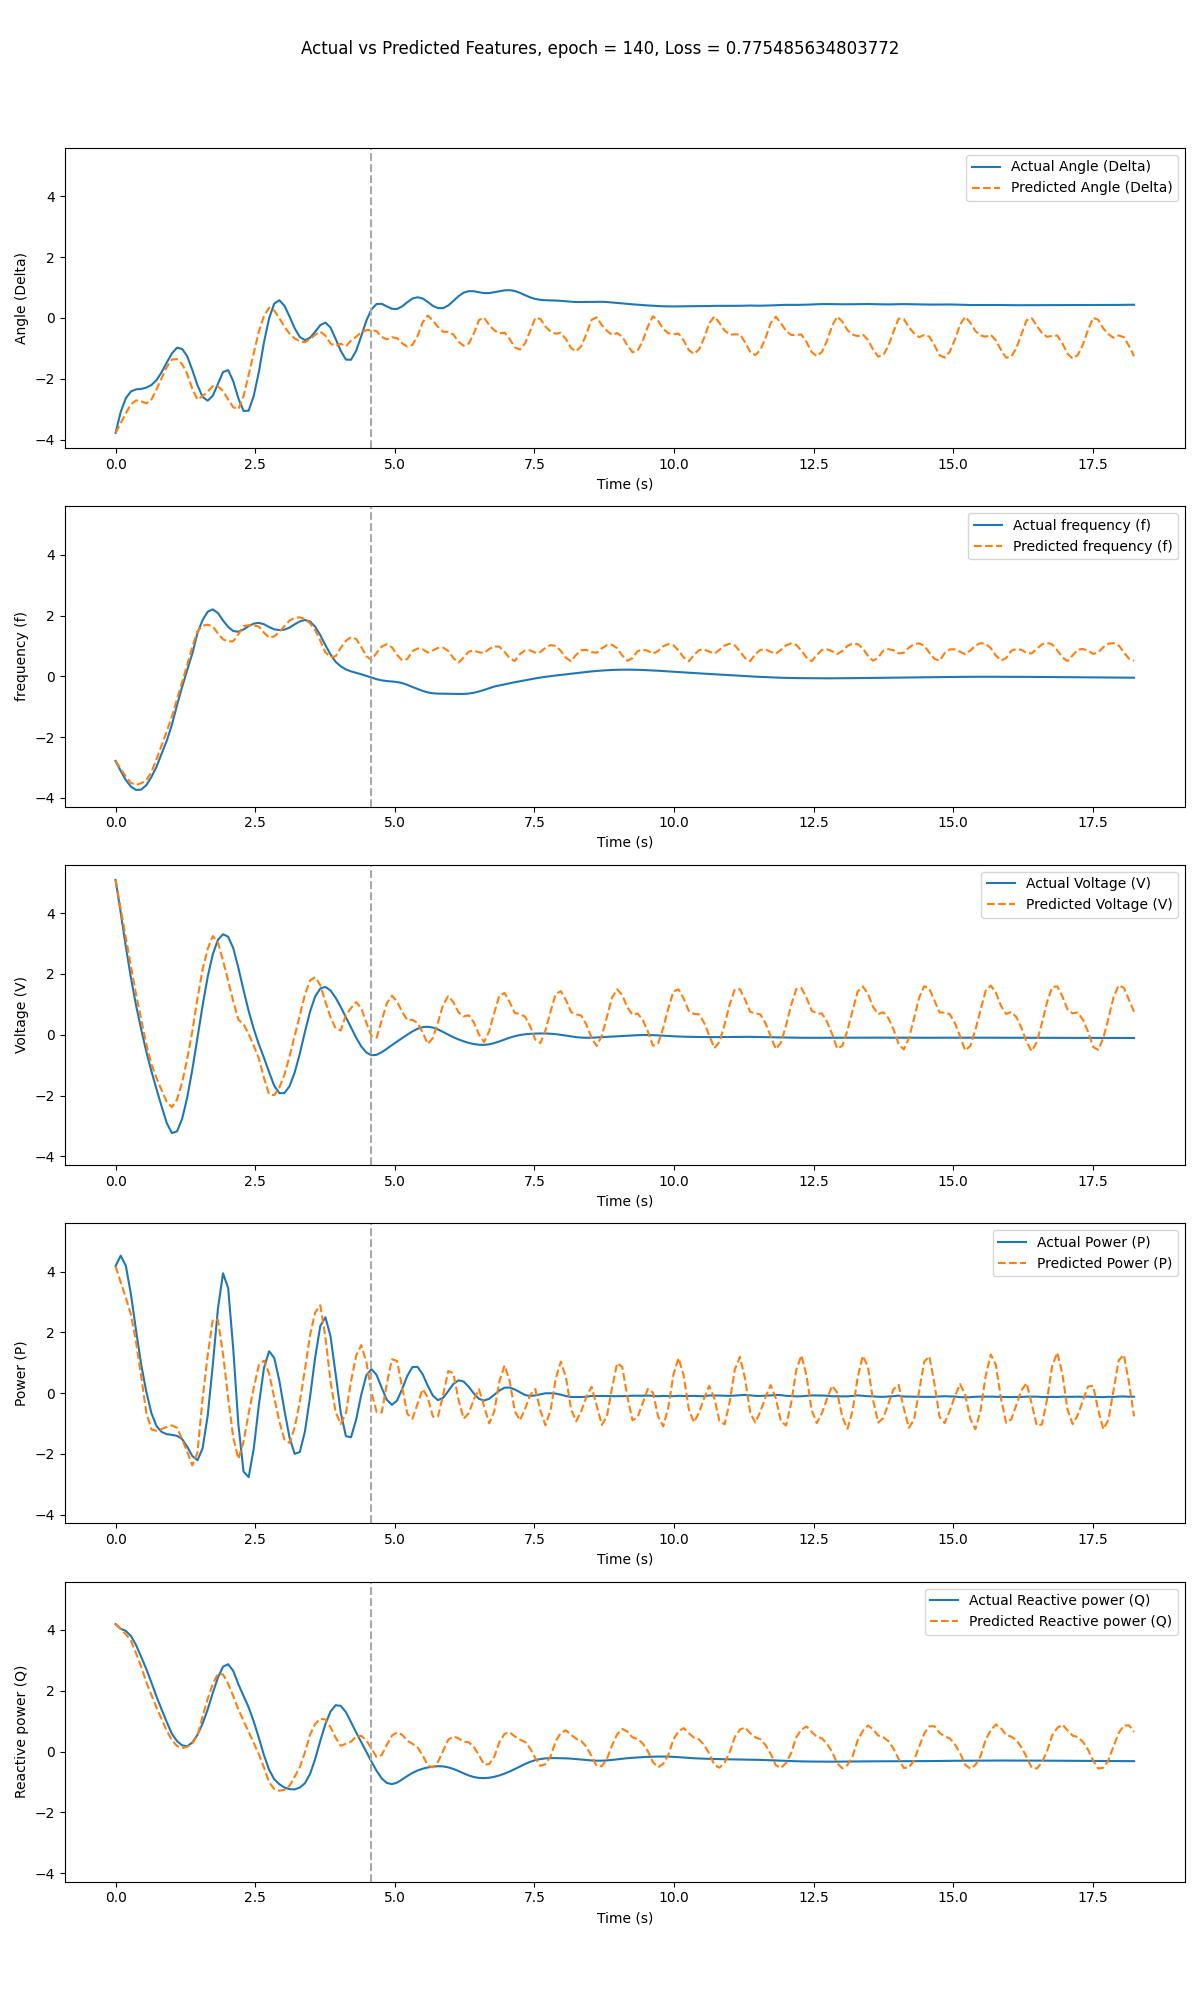 Actual vs Predicted Features, epoch = 140, Loss = 0.775485634803772
Actual Angle (Delta)
Predicted Angle (Delta)
Angle (Delta)
4
2
0
−2
−4
0.0 2.5 5.0 7.5 10.0 12.5 15.0 17.5
Time (s)
Actual frequency (f)
Predicted frequency (f)
frequency (f)
4
2
0
−2
−4
0.0 2.5 5.0 7.5 10.0 12.5 15.0 17.5
Time (s)
Actual Voltage (V)
Predicted Voltage (V)
Voltage (V)
4
2
0
−2
−4
0.0 2.5 5.0 7.5 10.0 12.5 15.0 17.5
Time (s)
Actual Power (P)
Predicted Power (P)
Power (P)
4
2
0
−2
−4
0.0 2.5 5.0 7.5 10.0 12.5 15.0 17.5
Time (s)
Actual Reactive power (Q)
Predicted Reactive power (Q)
Reactive power (Q)
4
2
0
−2
−4
0.0 2.5 5.0 7.5 10.0 12.5 15.0 17.5
Time (s)